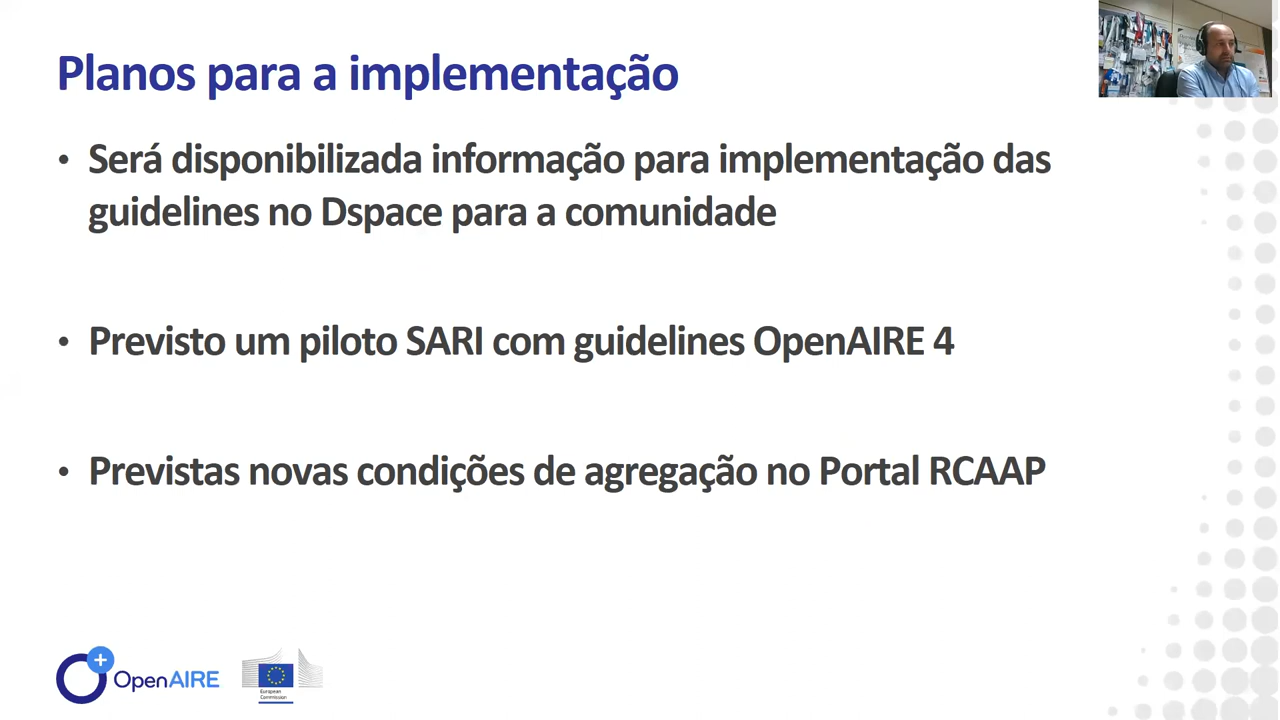 Planos para a implementação
• Será disponibilizada informação para implementação das
guidelines no Dspace para a comunidade
• Previsto um piloto SARI com guidelines OpenAIRE 4
• Previstas novas condições de agregação no Portal RCAAP
OpenAIRE
European
Commission